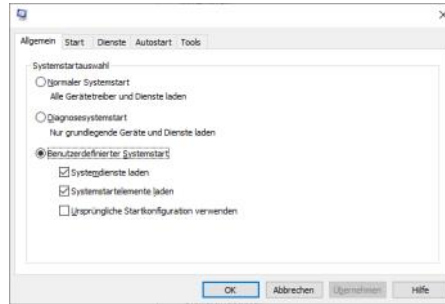 Allgemein Start Dienste Autostart Tools
Systemstartauswahl
Normaler Systemstart
Alle Gerätetreiber und Dienste laden
Diagnosesystemstart
Nur grundlegende Geräte und Dienste laden
Benutzerdefinierter Systemstart
Systemdienste laden
Systemstartelemente laden
Ursprüngliche Startkonfiguration verwenden
OK Abbrechen Übernehmen Hilfe